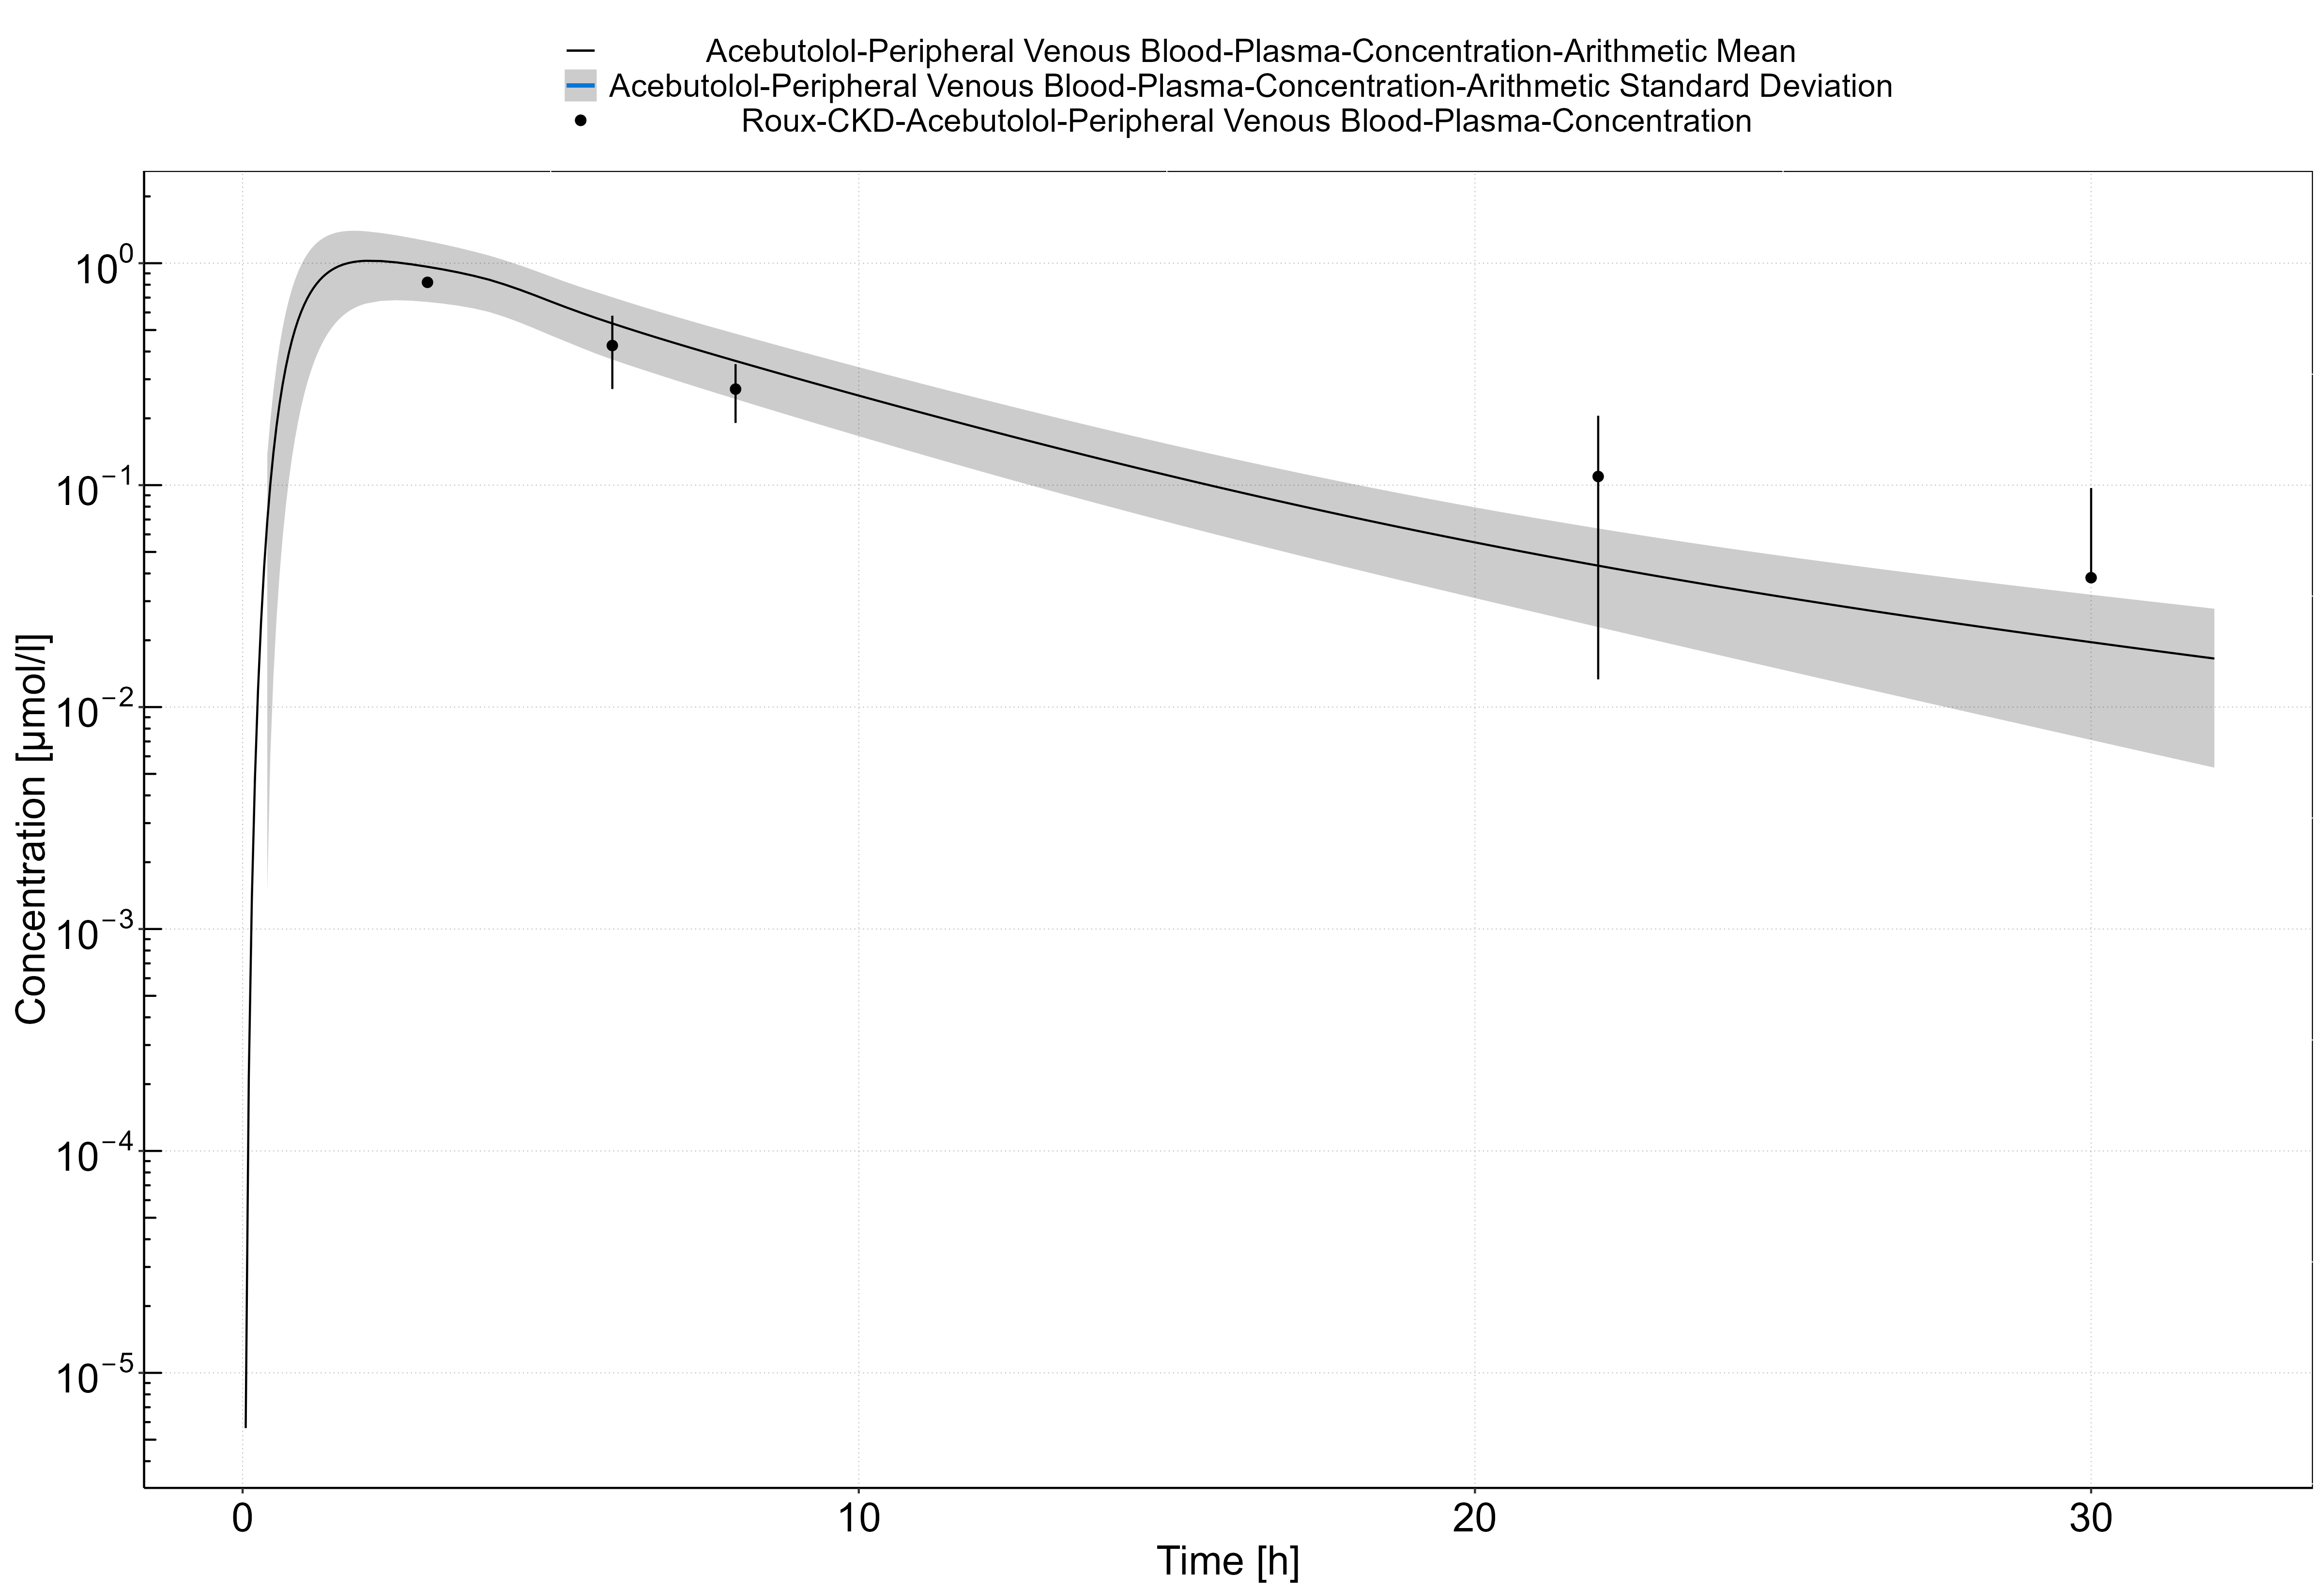 Acebutolol-Peripheral Venous Blood-Plasma-Concentration-Arithmetic Mean
Acebutolol-Peripheral Venous Blood-Plasma-Concentration-Arithmetic Standard Deviation
Roux-CKD-Acebutolol-Peripheral Venous Blood-Plasma-Concentration
Concentration [µmol/l]
10⁰
10⁻¹
10⁻²
10⁻³
10⁻⁴
10⁻⁵
0 10 20 30
Time [h]